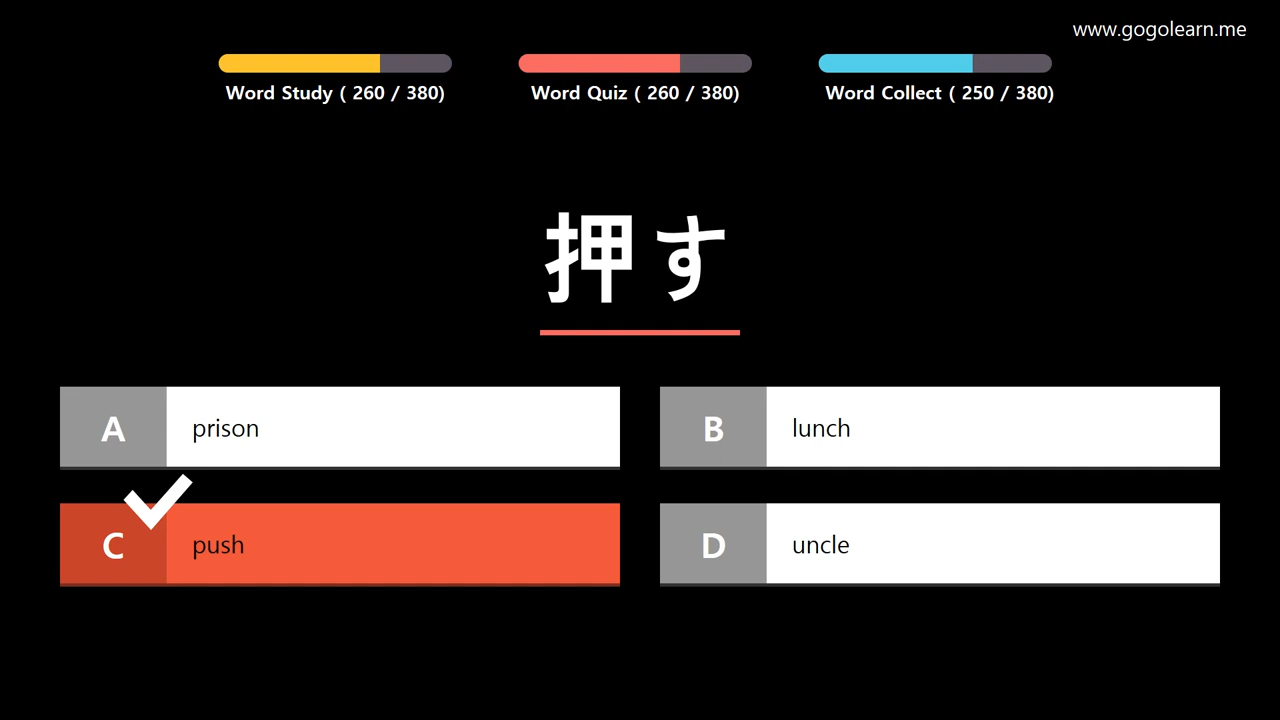 www.gogolearn.me
Word Study ( 260 / 380)
Word Quiz ( 260 / 380)
Word Collect ( 250 / 380)
押す
A prison
B lunch
C push
D uncle